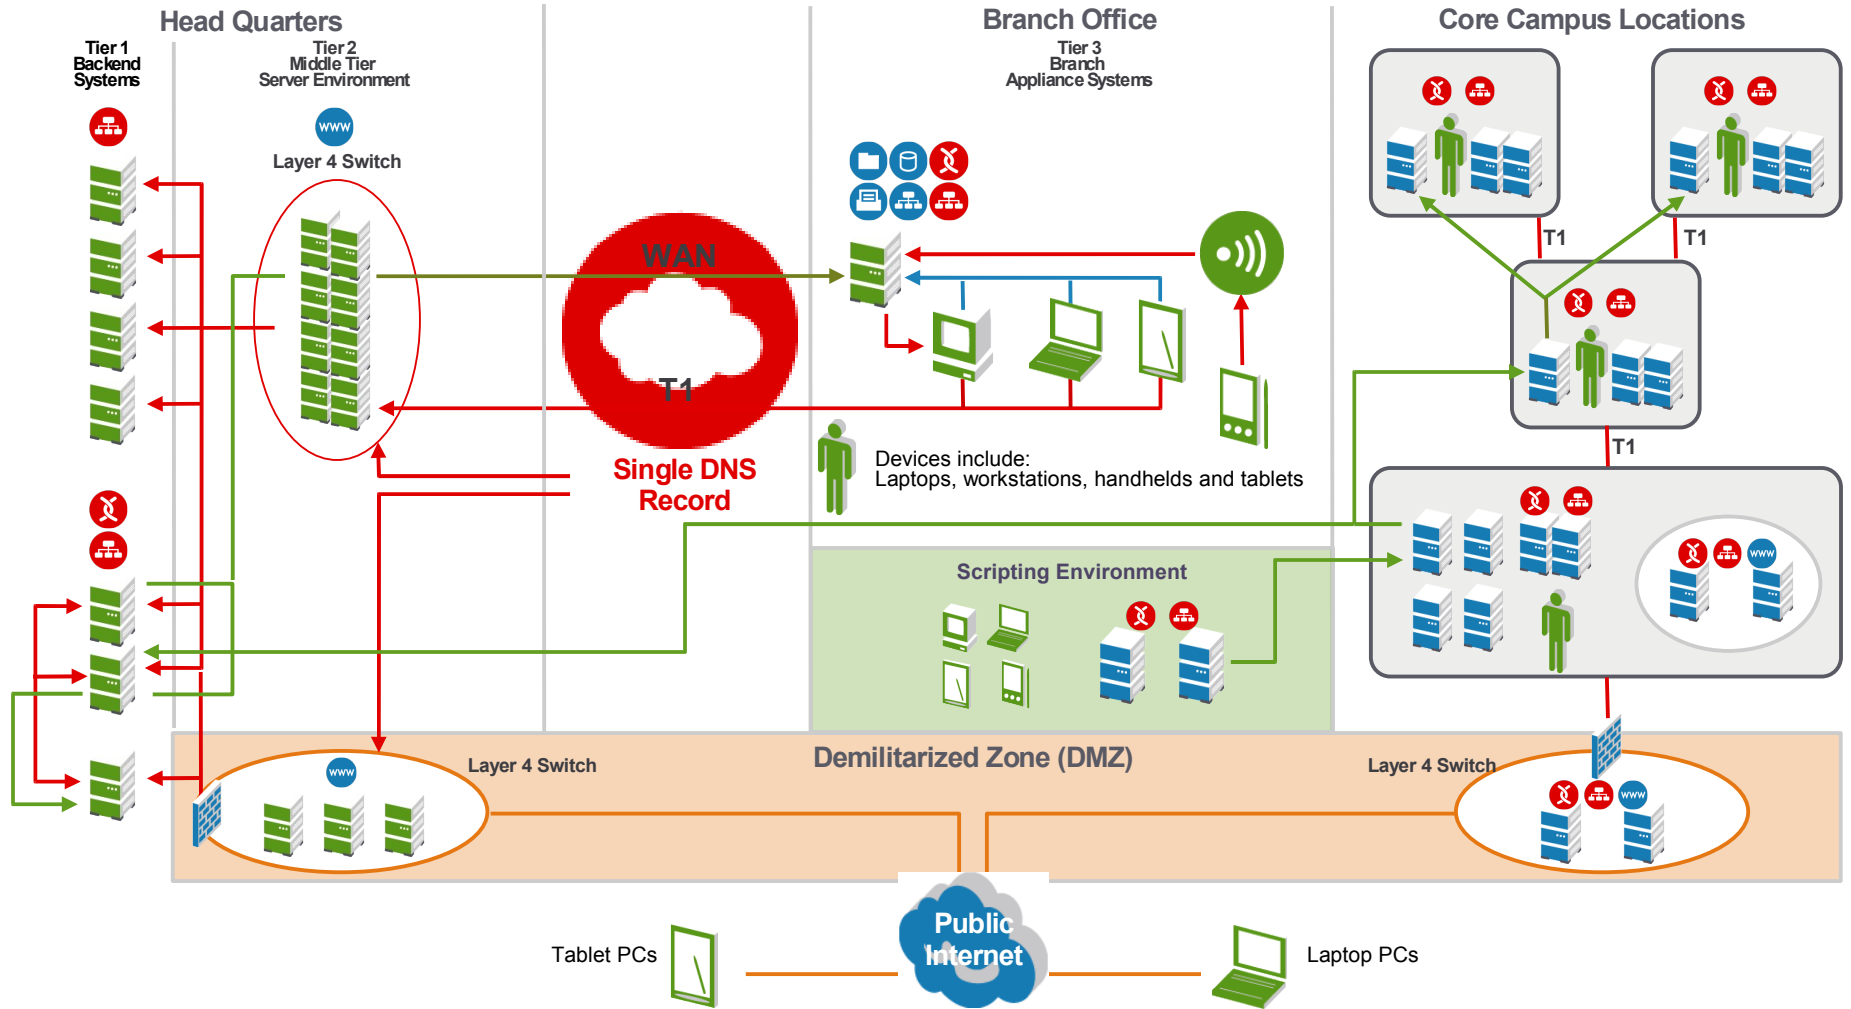 Head Quarters
Branch Office
Core Campus Locations
Tier 1
Backend
Systems
Tier 2
Middle Tier
Server Environment
Tier 3
Branch
Appliance Systems
www
Layer 4 Switch
WAN
T1
Single DNS
Record
Devices include:
Laptops, workstations, handhelds and tablets
T1
T1
T1
www
Scripting Environment
Demilitarized Zone (DMZ)
Layer 4 Switch
www
Layer 4 Switch
www
Public
Internet
Tablet PCs
Laptop PCs